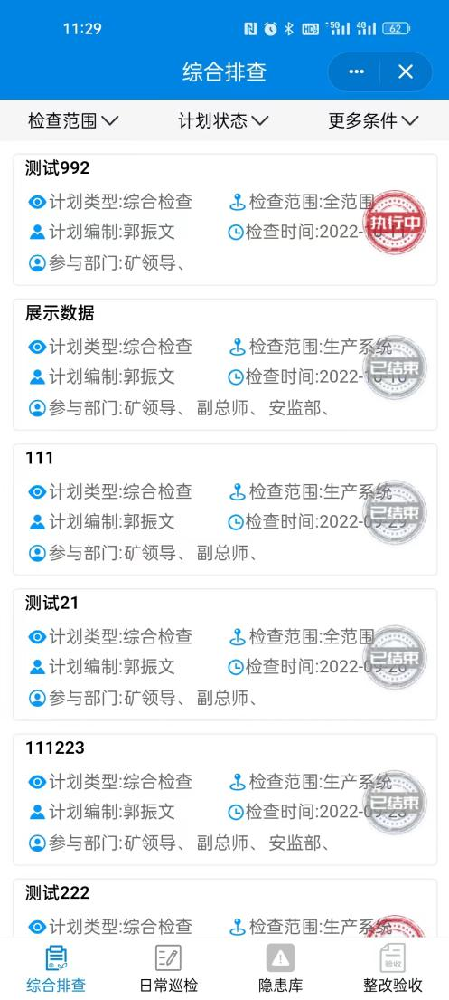 11:29
HD 5G 4G 62
综合排查
检查范围 计划状态 更多条件
测试992
计划类型:综合检查 检查范围:全范围
计划编制:郭振文 检查时间:2022-
执行中
参与部门:矿领导、
展示数据
计划类型:综合检查 检查范围:生产系统
计划编制:郭振文 检查时间:2022-10-10
已结束
参与部门:矿领导、 副总师、 安监部、
111
计划类型:综合检查 检查范围:生产系统
计划编制:郭振文 检查时间:2022-09-29
已结束
参与部门:矿领导、 副总师、
测试21
计划类型:综合检查 检查范围:全范围
计划编制:郭振文 检查时间:2022-09-26
已结束
参与部门:矿领导、 副总师、
111223
计划类型:综合检查 检查范围:生产系统
计划编制:郭振文 检查时间:2022-09-23
已结束
参与部门:矿领导、 副总师、 安监部、
测试222
计划类型:综合检查 检查范围:生产系统
验收
综合排查 日常巡检 隐患库 整改验收